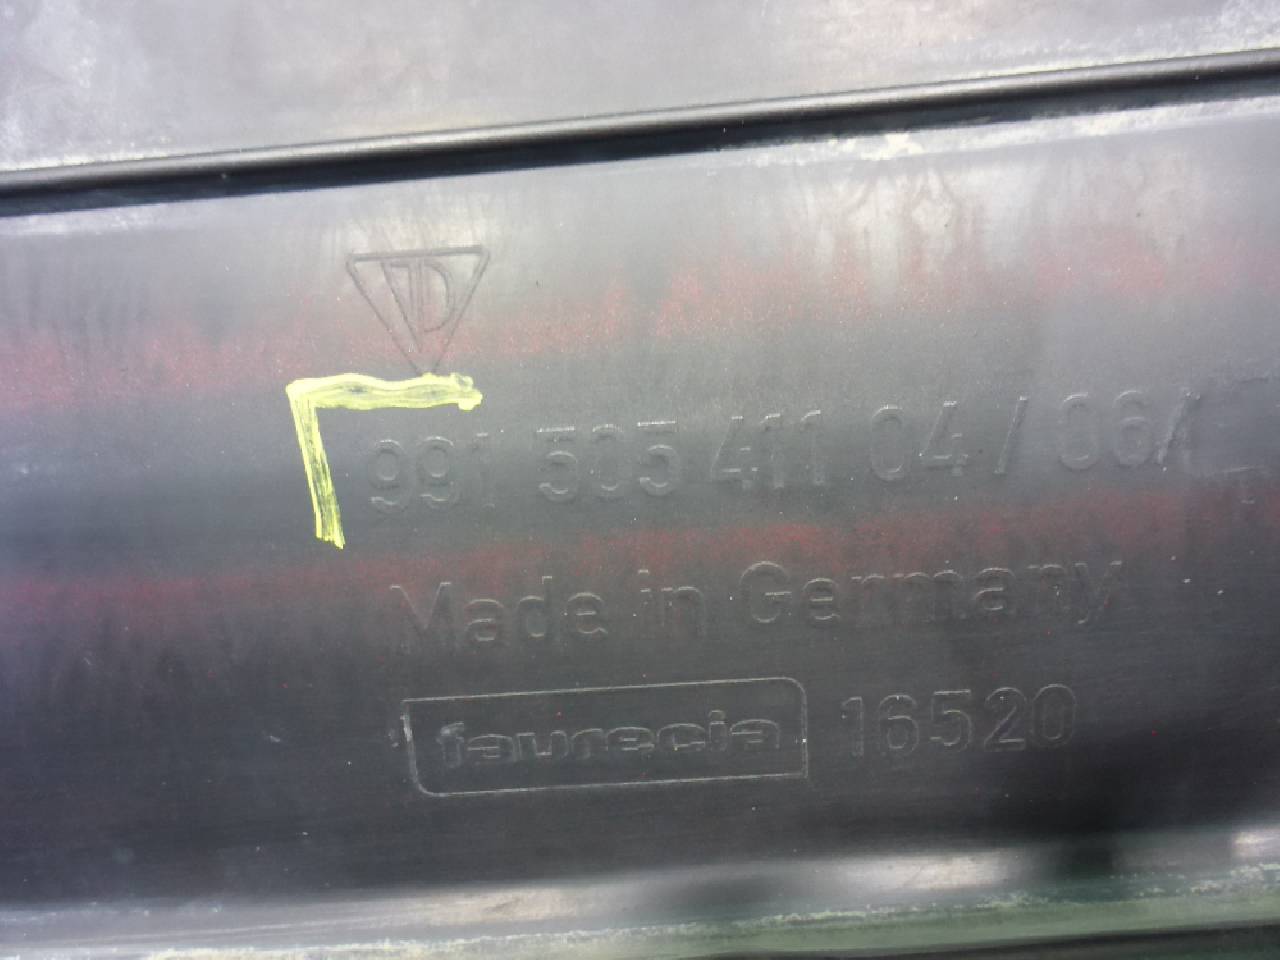 991 505 411 04 / 06 /
Made in Germany
faurecia 16520